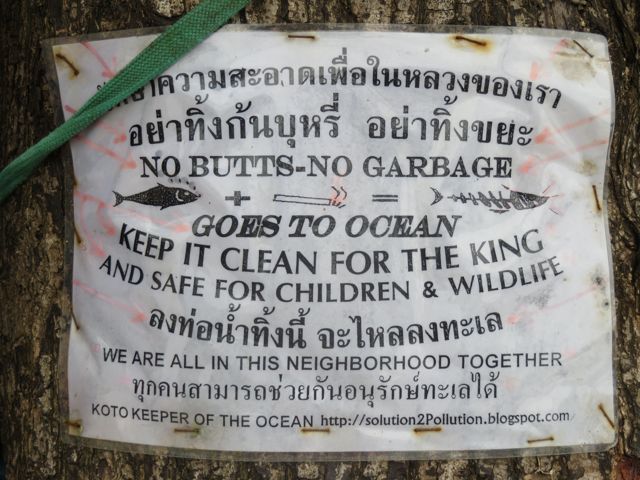 รักษาความสะอาดเพื่อในหลวงของเรา
อย่าทิ้งก้นบุหรี่ อย่าทิ้งขยะ
NO BUTTS-NO GARBAGE
+ =
GOES TO OCEAN
KEEP IT CLEAN FOR THE KING
AND SAFE FOR CHILDREN & WILDLIFE
ลงท่อน้ำทิ้งนี้ จะไหลลงทะเล
WE ARE ALL IN THIS NEIGHBORHOOD TOGETHER
ทุกคนสามารถช่วยกันอนุรักษ์ทะเลได้
KOTO KEEPER OF THE OCEAN http://solution2Pollution.blogspot.com